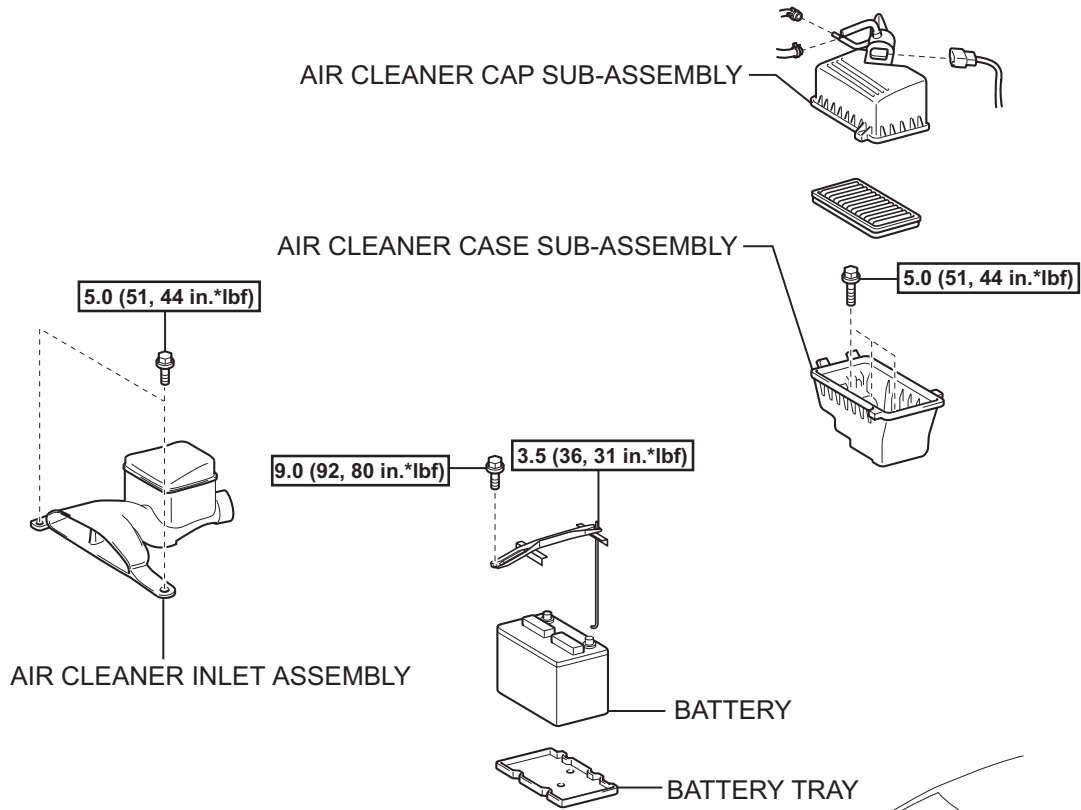 AIR CLEANER CAP SUB-ASSEMBLY
AIR CLEANER CASE SUB-ASSEMBLY
5.0 (51, 44 in.*lbf)
5.0 (51, 44 in.*lbf)
9.0 (92, 80 in.*lbf)
3.5 (36, 31 in.*lbf)
AIR CLEANER INLET ASSEMBLY
BATTERY
BATTERY TRAY